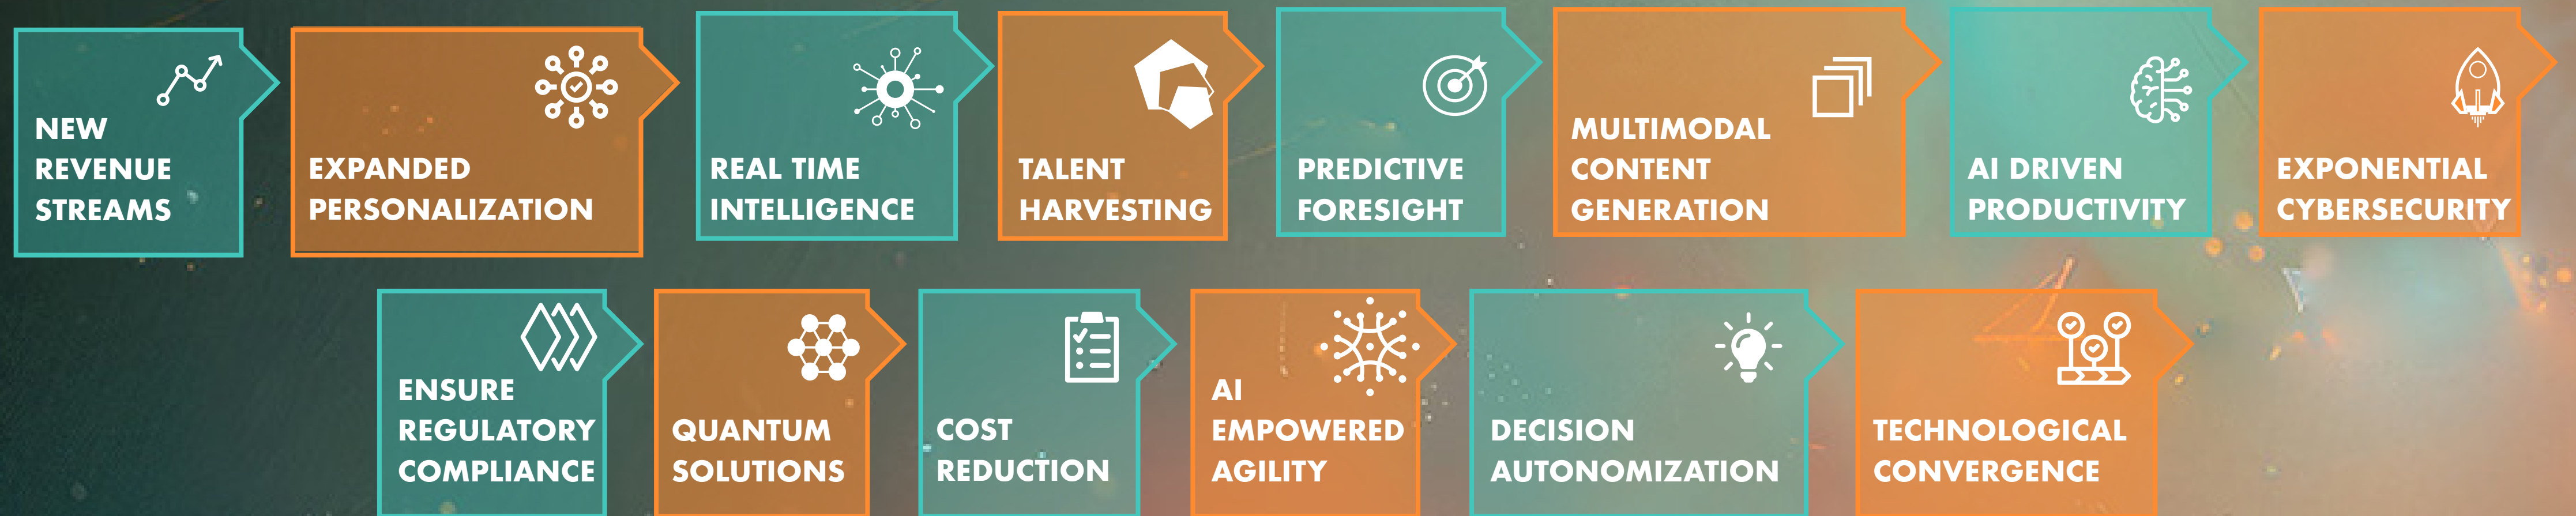 NEW
REVENUE
STREAMS
EXPANDED
PERSONALIZATION
REAL TIME
INTELLIGENCE
TALENT
HARVESTING
PREDICTIVE
FORESIGHT
MULTIMODAL
CONTENT
GENERATION
AI DRIVEN
PRODUCTIVITY
EXPONENTIAL
CYBERSECURITY
ENSURE
REGULATORY
COMPLIANCE
QUANTUM
SOLUTIONS
COST
REDUCTION
AI
EMPOWERED
AGILITY
DECISION
AUTONOMIZATION
TECHNOLOGICAL
CONVERGENCE